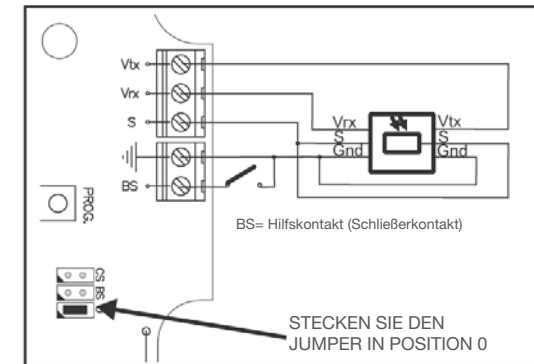 Vtx
Vrx
S
BS
Vrx
S
Gnd
Vtx
S
Gnd
BS= Hilfskontakt (Schließerkontakt)
PROG.
CS
BS
STECKEN SIE DEN
JUMPER IN POSITION 0